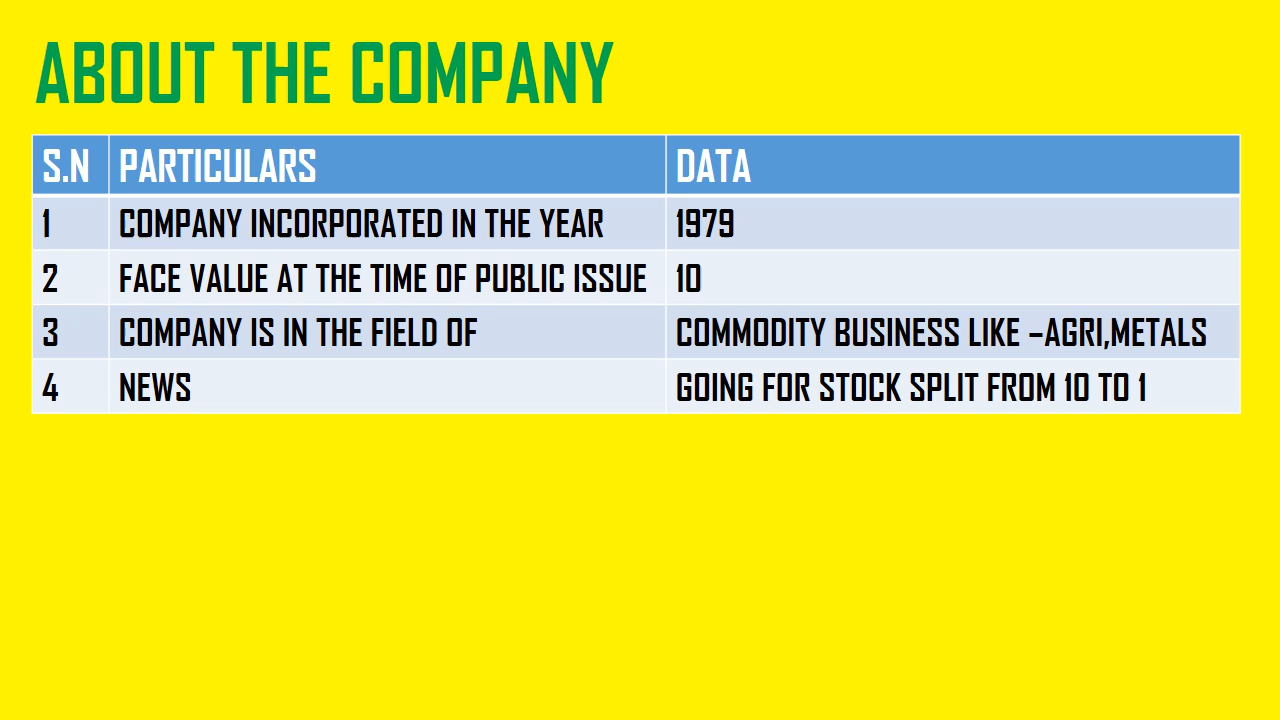 ABOUT THE COMPANY
S.N PARTICULARS DATA
1 COMPANY INCORPORATED IN THE YEAR 1979
2 FACE VALUE AT THE TIME OF PUBLIC ISSUE 10
3 COMPANY IS IN THE FIELD OF COMMODITY BUSINESS LIKE –AGRI,METALS
4 NEWS GOING FOR STOCK SPLIT FROM 10 TO 1